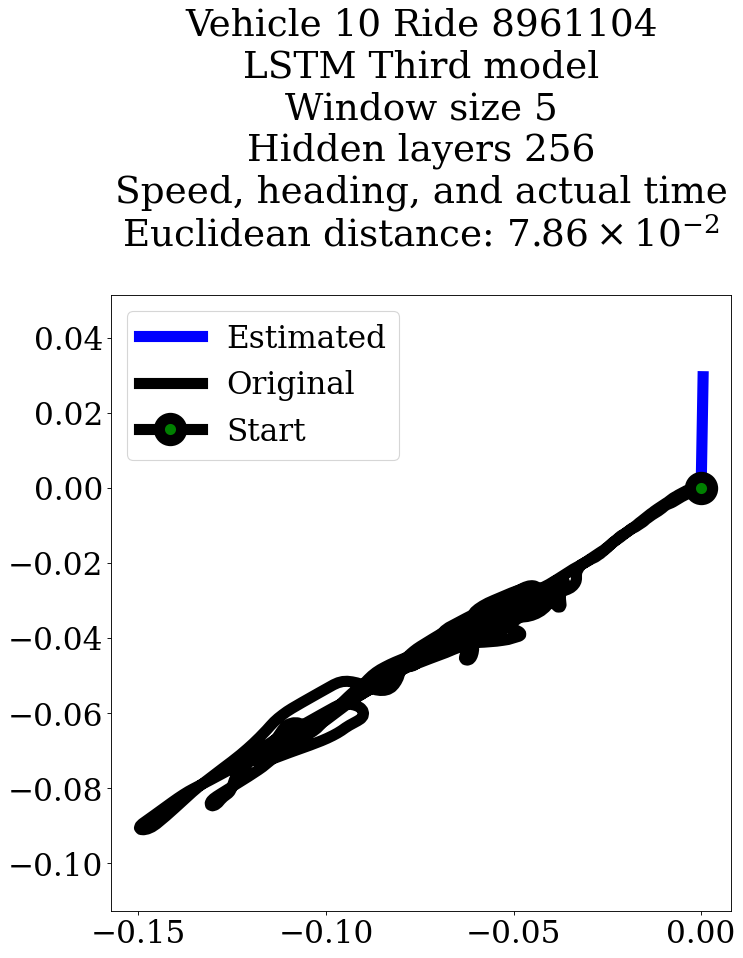 Vehicle 10 Ride 8961104
LSTM Third model
Window size 5
Hidden layers 256
Speed, heading, and actual time
Euclidean distance: 7.86 × 10⁻²
Estimated
Original
Start
0.04
0.02
0.00
−0.02
−0.04
−0.06
−0.08
−0.10
−0.15
−0.10
−0.05
0.00